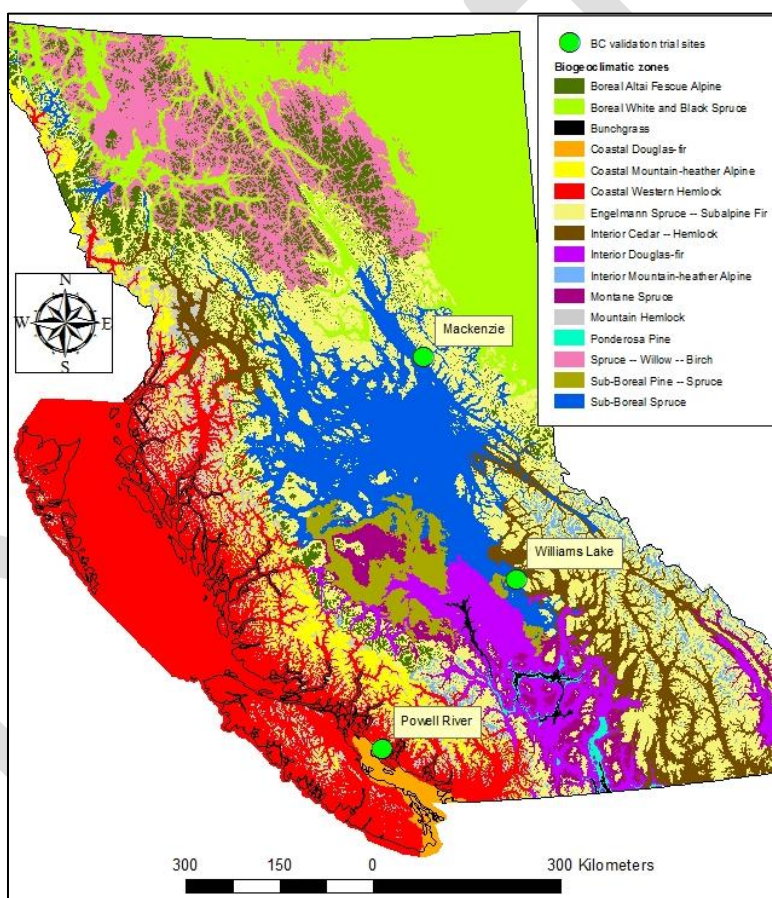 BC validation trial sites
Biogeoclimatic zones
Boreal Altai Fescue Alpine
Boreal White and Black Spruce
Bunchgrass
Coastal Douglas-fir
Coastal Mountain-heather Alpine
Coastal Western Hemlock
Engelmann Spruce -- Subalpine Fir
Interior Cedar -- Hemlock
Interior Douglas-fir
Interior Mountain-heather Alpine
Montane Spruce
Mountain Hemlock
Ponderosa Pine
Spruce -- Willow -- Birch
Sub-Boreal Pine -- Spruce
Sub-Boreal Spruce
N
W E
S
Mackenzie
Williams Lake
Powell River
300 150 0 300 Kilometers